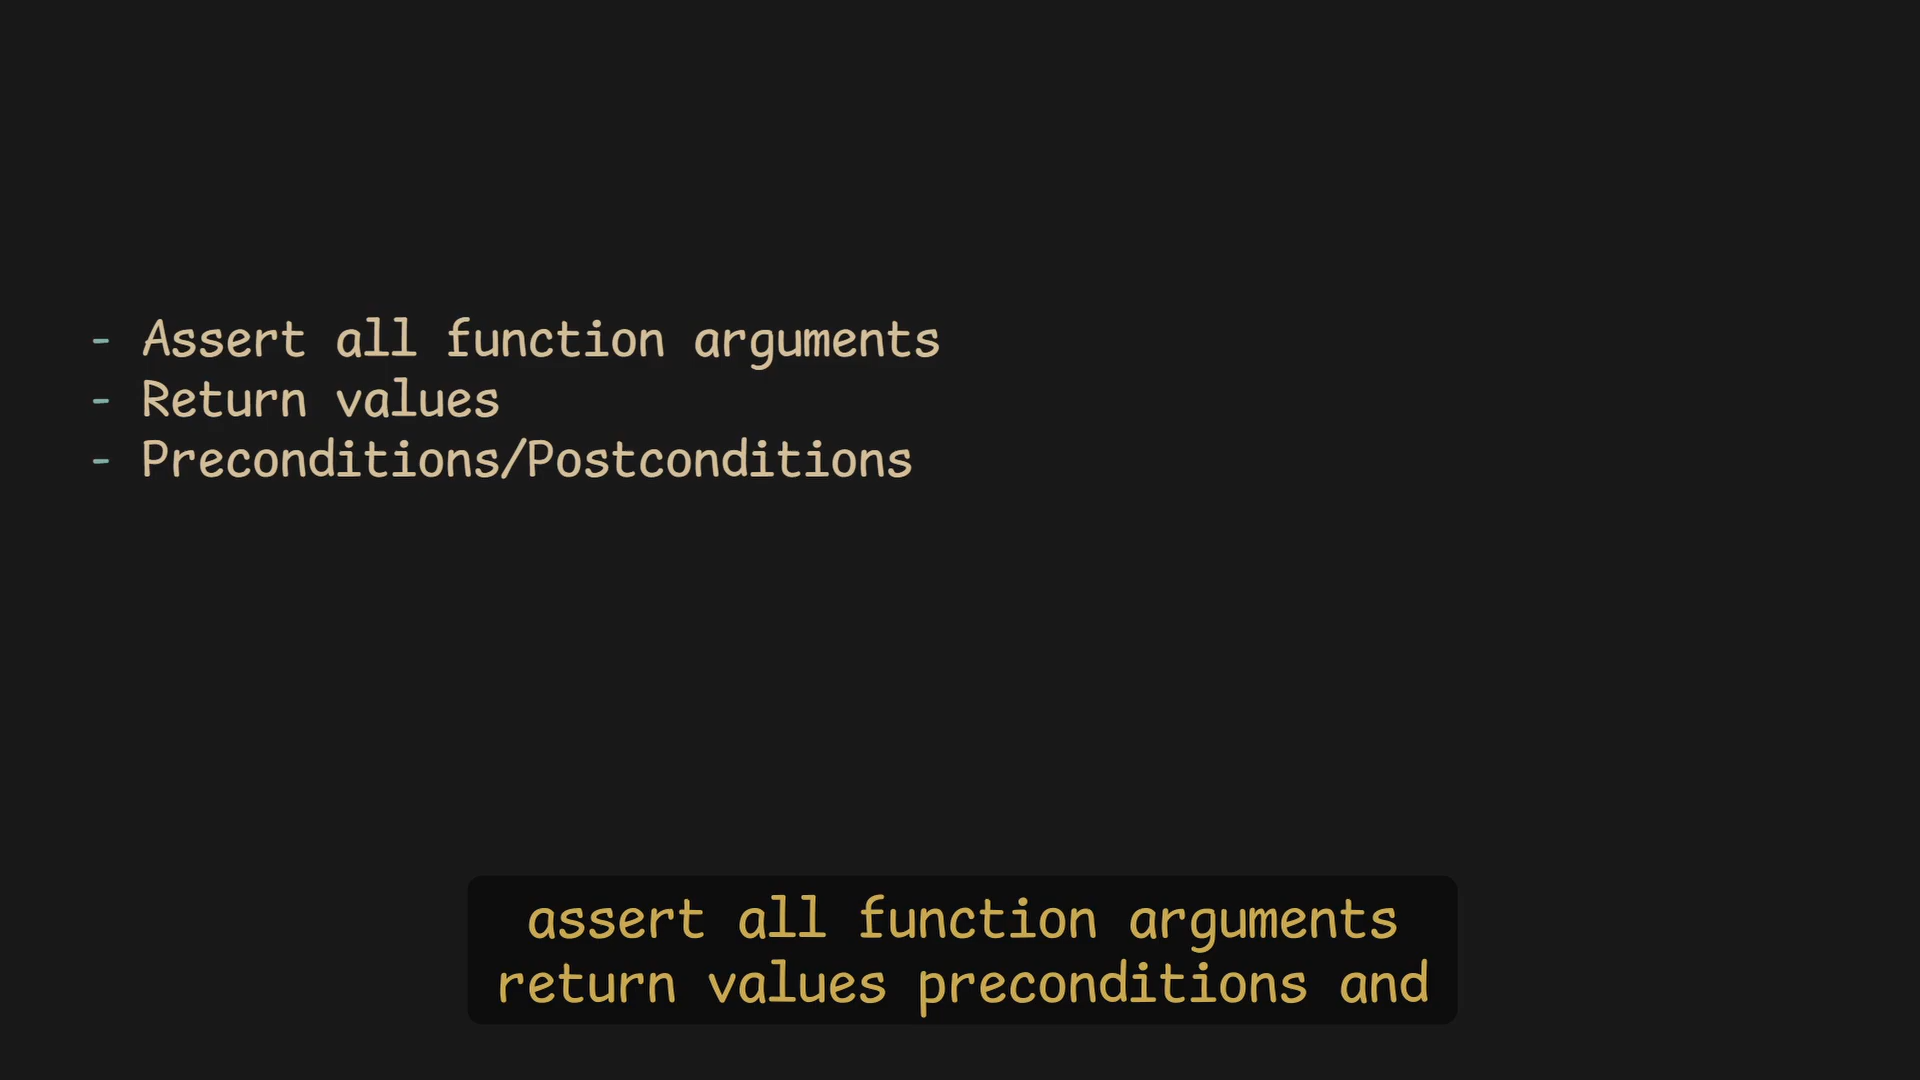 - Assert all function arguments
- Return values
- Preconditions/Postconditions
assert all function arguments
return values preconditions and